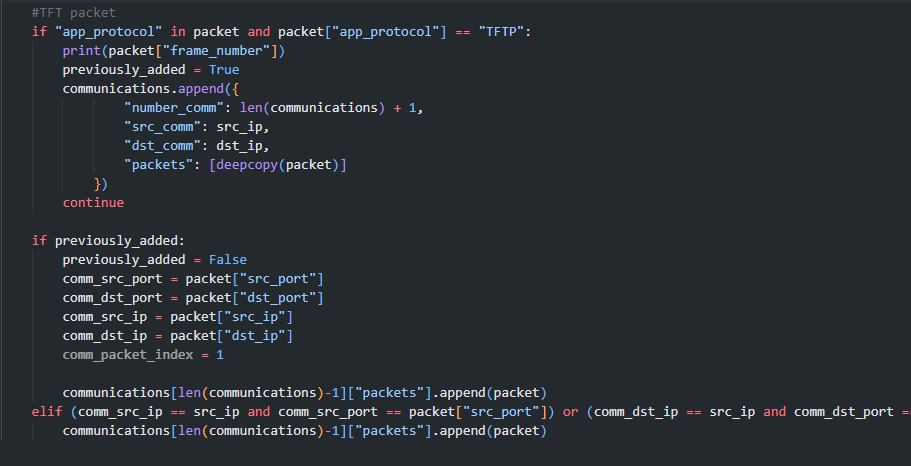 #TFT packet
if "app_protocol" in packet and packet["app_protocol"] == "TFTP":
    print(packet["frame_number"])
    previously_added = True
    communications.append({
            "number_comm": len(communications) + 1,
            "src_comm": src_ip,
            "dst_comm": dst_ip,
            "packets": [deepcopy(packet)]
        })
    continue

if previously_added:
    previously_added = False
    comm_src_port = packet["src_port"]
    comm_dst_port = packet["dst_port"]
    comm_src_ip = packet["src_ip"]
    comm_dst_ip = packet["dst_ip"]
    comm_packet_index = 1

    communications[len(communications)-1]["packets"].append(packet)
elif (comm_src_ip == src_ip and comm_src_port == packet["src_port"]) or (comm_dst_ip == src_ip and comm_dst_port ==
    communications[len(communications)-1]["packets"].append(packet)